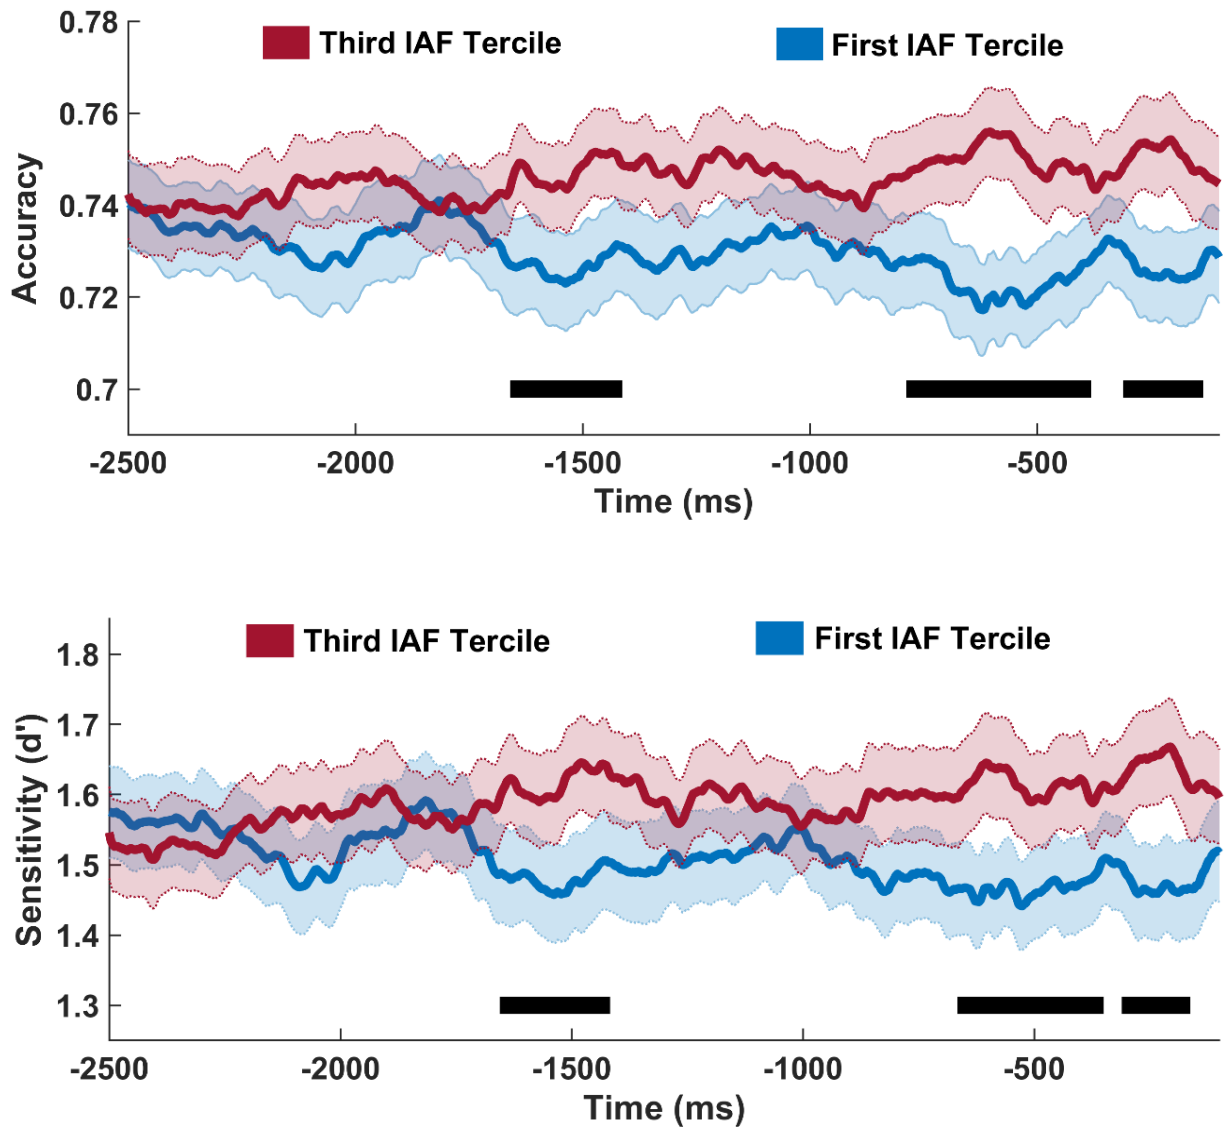 0.78
Third IAF Tercile
First IAF Tercile
0.76
0.74
0.72
0.7
Accuracy
-2500
-2000
-1500
-1000
-500
Time (ms)
Third IAF Tercile
First IAF Tercile
1.8
1.7
1.6
1.5
1.4
1.3
Sensitivity (d')
-2500
-2000
-1500
-1000
-500
Time (ms)